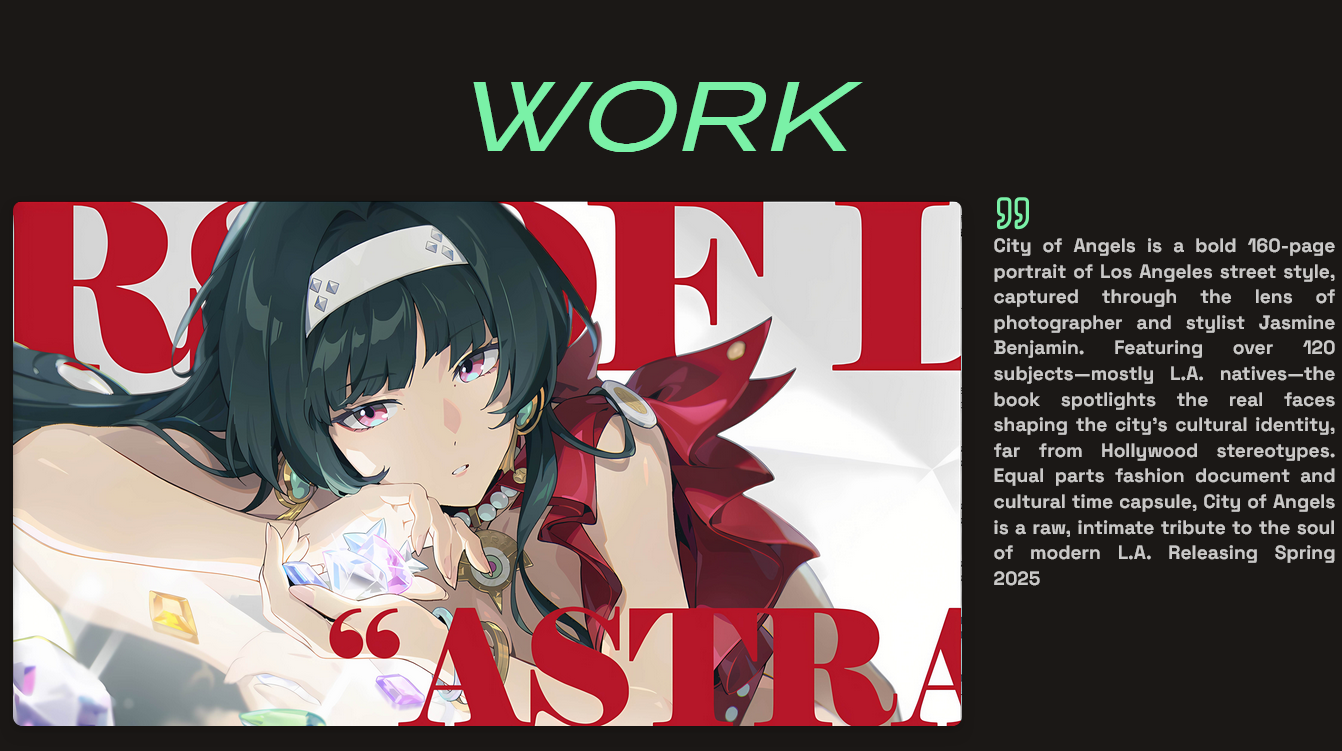 WORK
“ASTRA
City of Angels is a bold 160-page
portrait of Los Angeles street style,
captured through the lens of
photographer and stylist Jasmine
Benjamin. Featuring over 120
subjects—mostly L.A. natives—the
book spotlights the real faces
shaping the city’s cultural identity,
far from Hollywood stereotypes.
Equal parts fashion document and
cultural time capsule, City of Angels
is a raw, intimate tribute to the soul
of modern L.A. Releasing Spring
2025